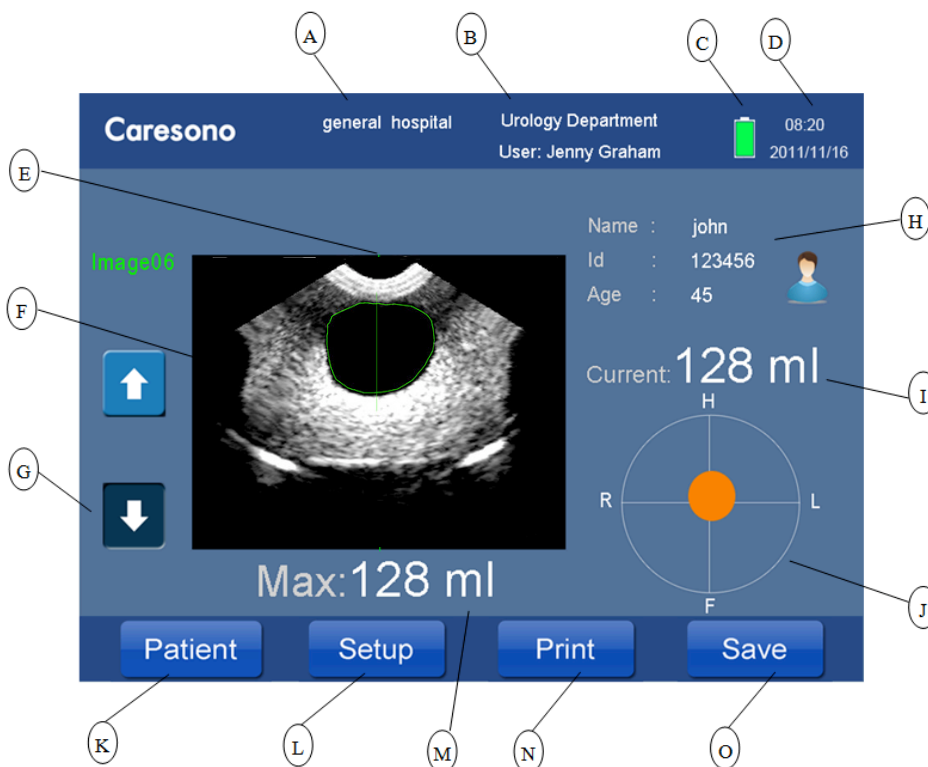 A
B
C
D
Caresono
general hospital
Urology Department
User: Jenny Graham
08:20
2011/11/16
E
Image06
Name : john
Id : 123456
Age : 45
H
F
Current: 128 ml
I
H
R
L
F
G
J
Max: 128 ml
Patient
Setup
Print
Save
K
L
M
N
O